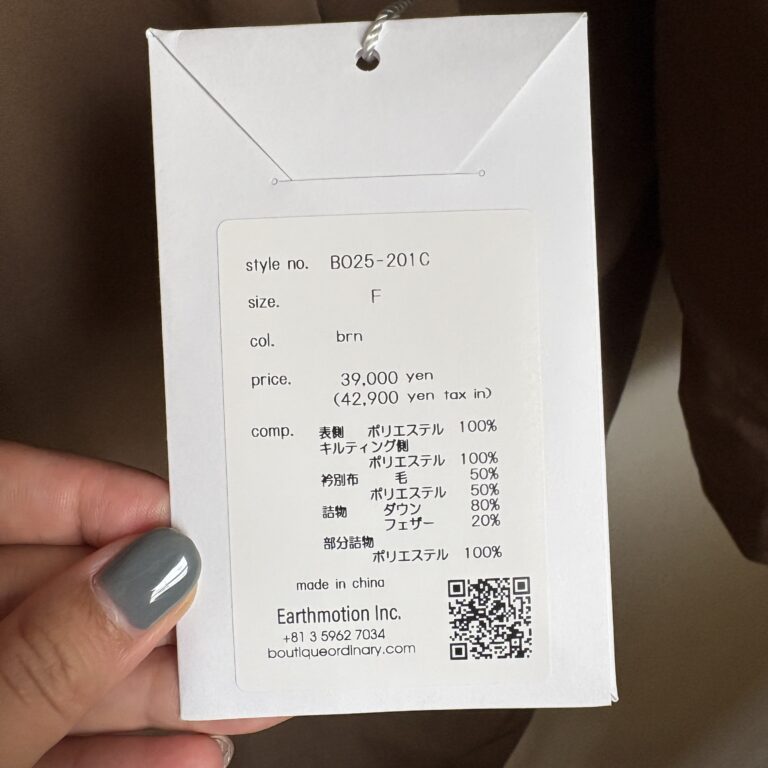 style no. BO25-201C
size. F
col. brn
price. 39,000 yen
(42,900 yen tax in)
comp. 表側 ポリエステル 100%
キルティング側
ポリエステル 100%
衿別布 毛 50%
ポリエステル 50%
詰物 ダウン 80%
フェザー 20%
部分詰物
ポリエステル 100%
made in china
Earthmotion Inc.
+81 3 5962 7034
boutiqueordinary.com